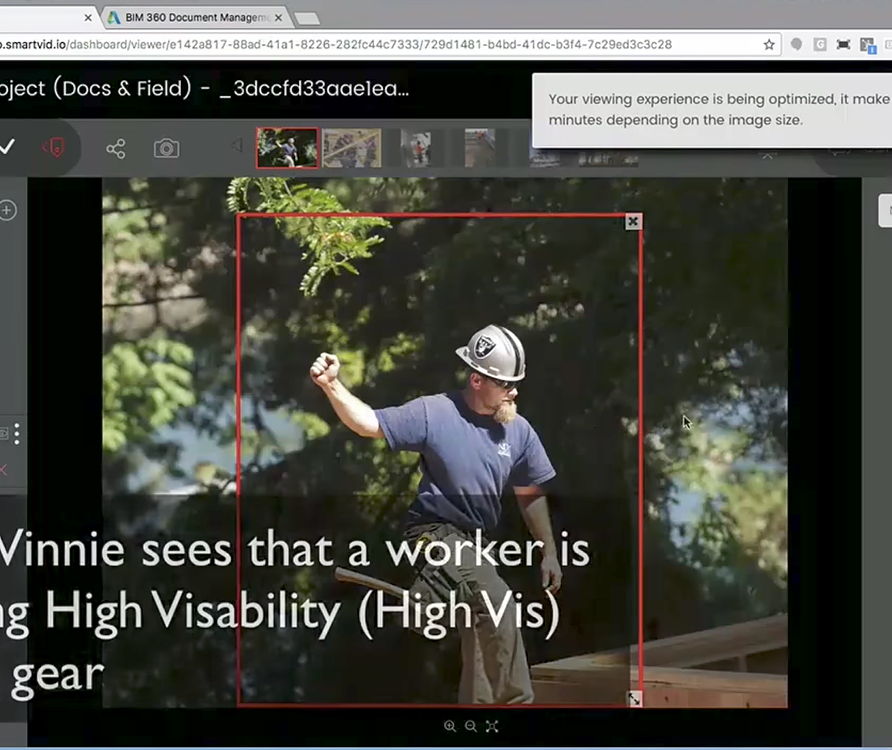 BIM 360 Document Managem
o.smartvid.io/dashboard/viewer/e142a817-88ad-41a1-8226-282fc44c7333/729d1481-b4bd-41dc-b3f4-7c29ed3c3c28
oject (Docs & Field) - _3dccfd33aae1ea...
Your viewing experience is being optimized, it make
minutes depending on the image size.
Vinnie sees that a worker is
ng High Visability (High Vis)
gear